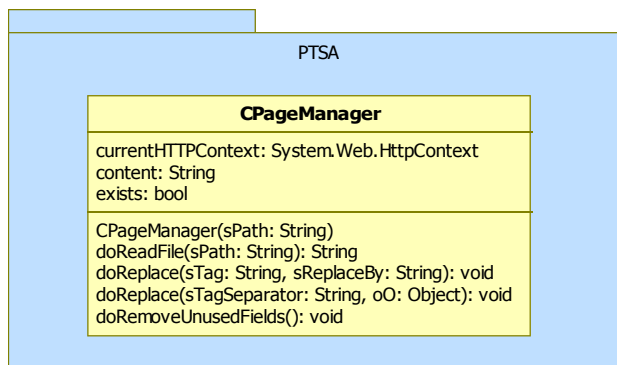 PTSA
CPageManager
currentHTTPContext: System.Web.HttpContext
content: String
exists: bool
CPageManager(sPath: String)
doReadFile(sPath: String): String
doReplace(sTag: String, sReplaceBy: String): void
doReplace(sTagSeparator: String, oO: Object): void
doRemoveUnusedFields(): void